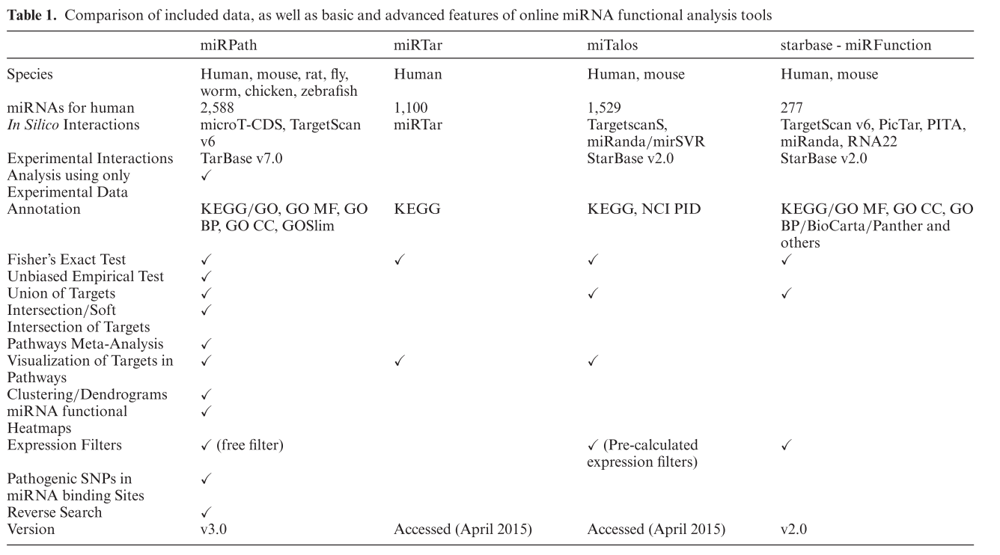 Table 1. Comparison of included data, as well as basic and advanced features of online miRNA functional analysis tools
miRPath miRTar miTalos starbase - miRFunction
Species Human, mouse, rat, fly, Human Human, mouse Human, mouse
worm, chicken, zebrafish
miRNAs for human 2,588 1,100 1,529 277
In Silico Interactions microT-CDS, TargetScan miRTar TargetscanS, TargetScan v6, PicTar, PITA,
v6 miRanda/mirSVR miRanda, RNA22
Experimental Interactions TarBase v7.0 StarBase v2.0 StarBase v2.0
Analysis using only ✓
Experimental Data
Annotation KEGG/GO, GO MF, GO KEGG KEGG, NCI PID KEGG/GO MF, GO CC, GO
BP, GO CC, GOSlim BP/BioCarta/Panther and
others
Fisher's Exact Test ✓ ✓ ✓ ✓
Unbiased Empirical Test ✓
Union of Targets ✓ ✓ ✓
Intersection/Soft ✓
Intersection of Targets
Pathways Meta-Analysis ✓
Visualization of Targets in ✓ ✓ ✓
Pathways
Clustering/Dendrograms ✓
miRNA functional ✓
Heatmaps
Expression Filters ✓ (free filter) ✓ (Pre-calculated ✓
expression filters)
Pathogenic SNPs in ✓
miRNA binding Sites
Reverse Search ✓
Version v3.0 Accessed (April 2015) Accessed (April 2015) v2.0